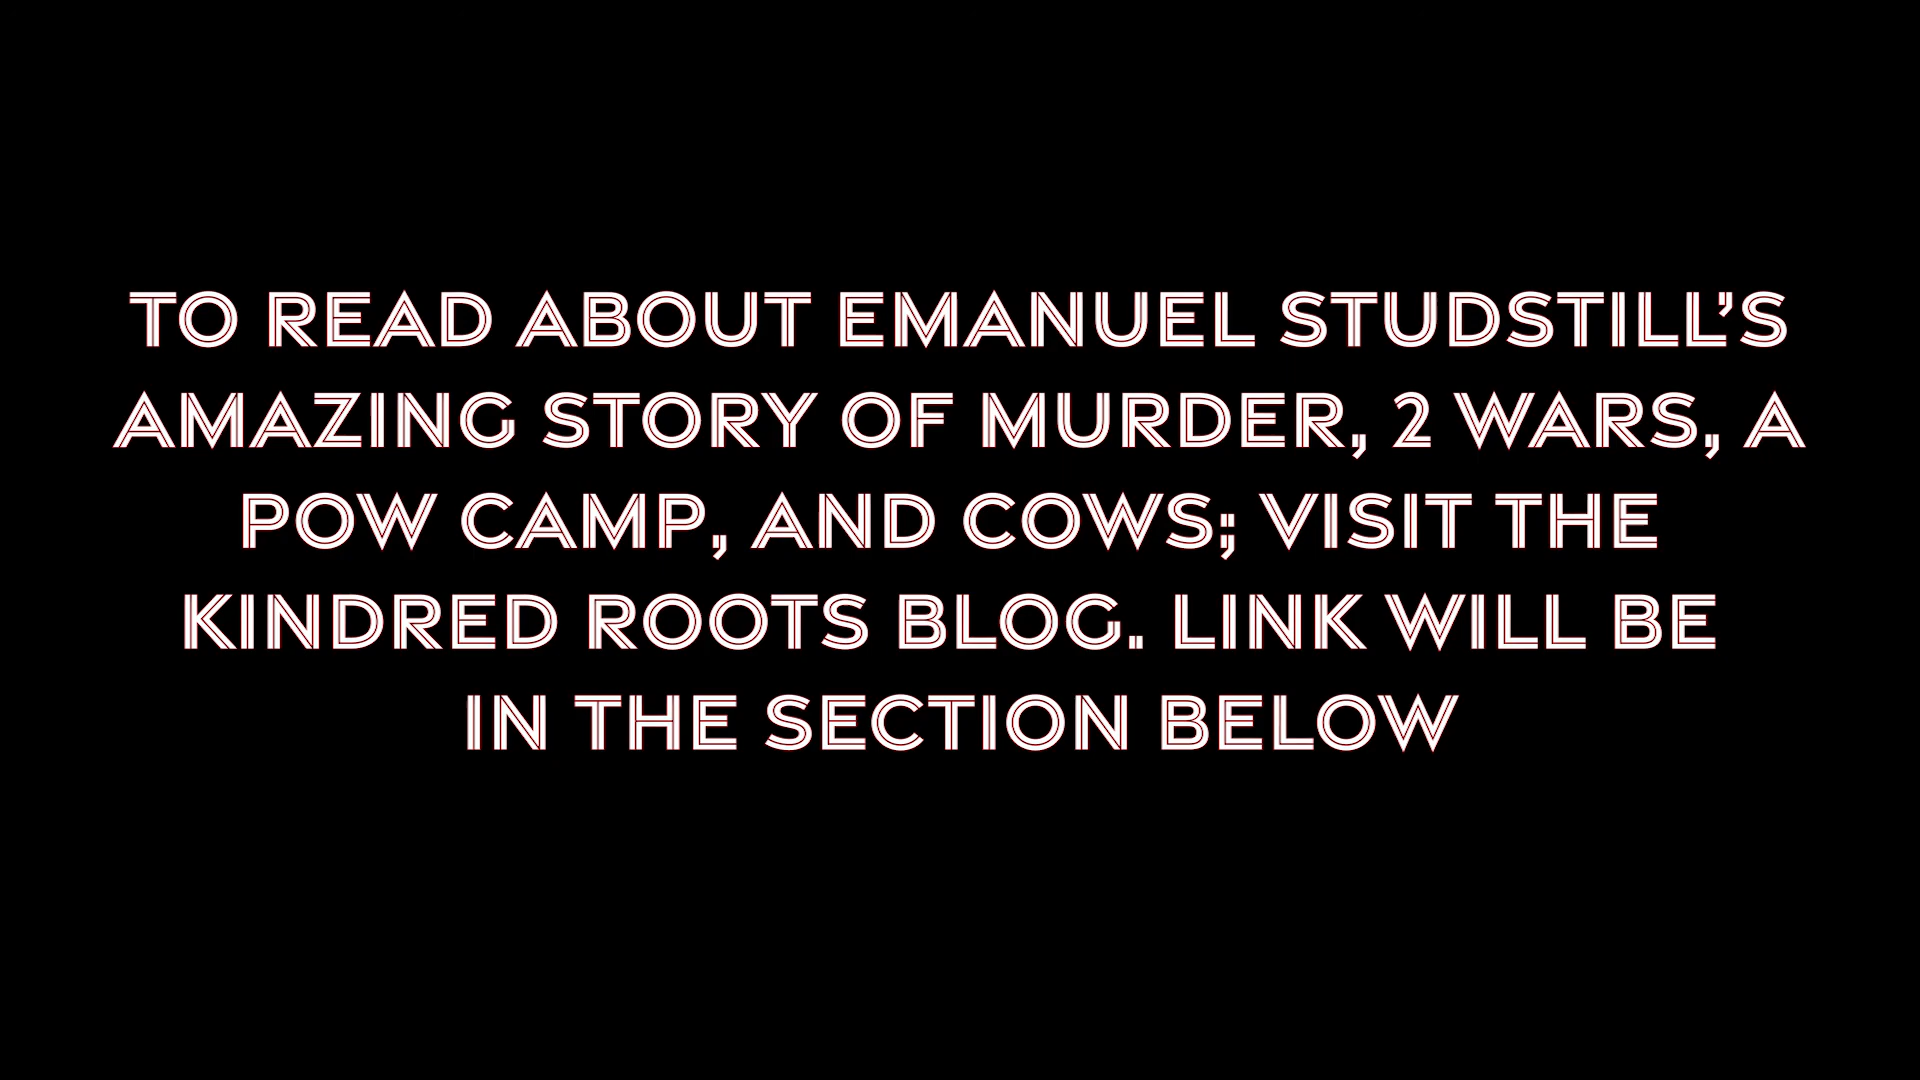 TO READ ABOUT EMANUEL STUDSTILL’S
AMAZING STORY OF MURDER, 2 WARS, A
POW CAMP, AND COWS; VISIT THE
KINDRED ROOTS BLOG. LINK WILL BE
IN THE SECTION BELOW